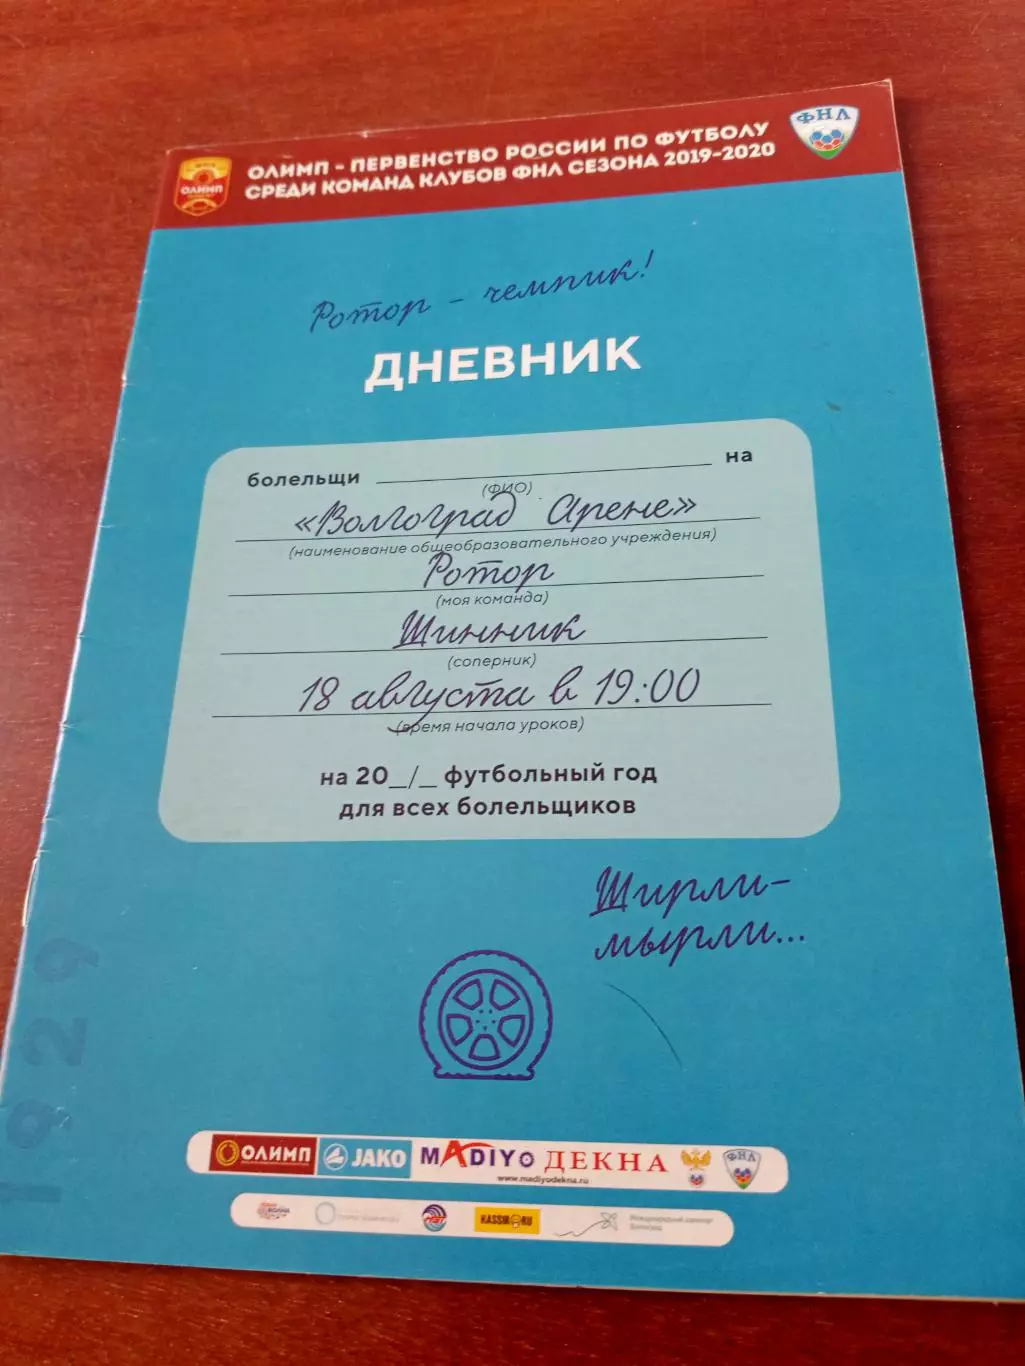 ОЛИМП - ПЕРВЕНСТВО РОССИИ ПО ФУТБОЛУ
СРЕДИ КОМАНД КЛУБОВ ФНЛ СЕЗОНА 2019-2020
ОЛИМП
ФНЛ
Ротор - чемпик!
ДНЕВНИК
болельщи на
(ФИО)
«Волгоград Арене»
(наименование общеобразовательного учреждения)
Ротор
(моя команда)
Шинник
(соперник)
18 августа в 19:00
(время начала уроков)
на 20_/_ футбольный год
для всех болельщиков
Ширли-
мырли...
1929
ОЛИМП JAKO MADIYO ДЕКНА ФНЛ
www.madiyodekna.ru
KASSIR.RU